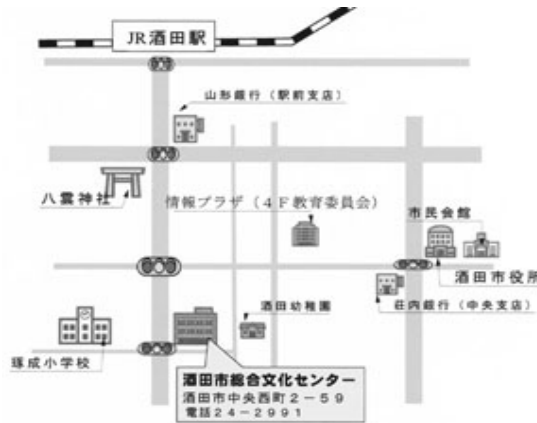 JR酒田駅
山形銀行（駅前支店）
八雲神社
情報プラザ（４Ｆ教育委員会）
市民会館
酒田市役所
荘内銀行（中央支店）
酒田幼稚園
琢成小学校
酒田市総合文化センター
酒田市中央西町２－５９
電話２４－２９９１